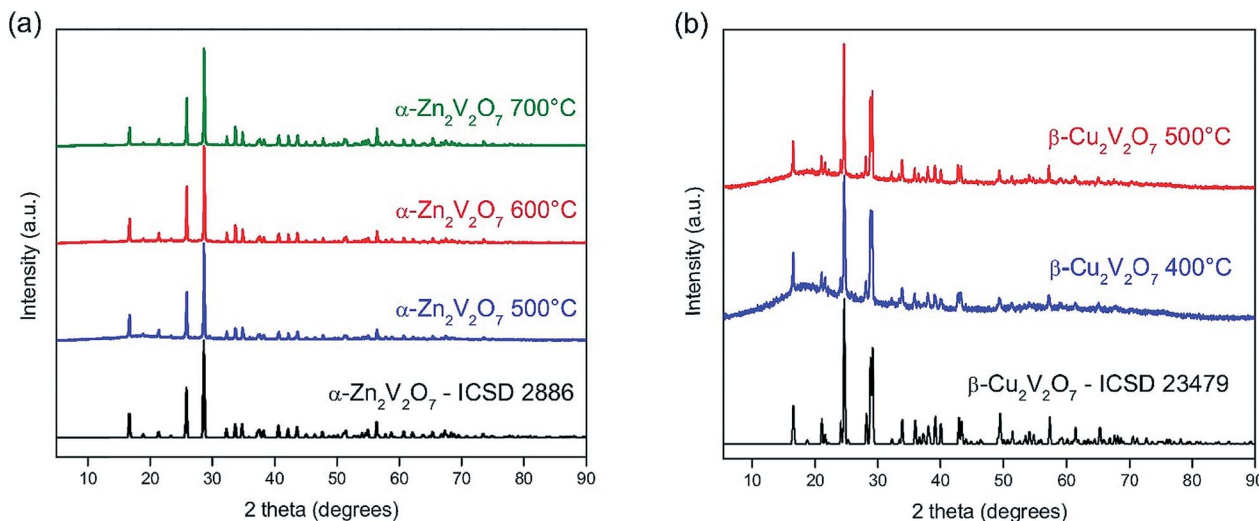 (a)
α-Zn₂V₂O₇ 700°C
α-Zn₂V₂O₇ 600°C
α-Zn₂V₂O₇ 500°C
α-Zn₂V₂O₇ - ICSD 2886
Intensity (a.u.)
10 20 30 40 50 60 70 80 90
2 theta (degrees)
(b)
β-Cu₂V₂O₇ 500°C
β-Cu₂V₂O₇ 400°C
β-Cu₂V₂O₇ - ICSD 23479
Intensity (a.u.)
10 20 30 40 50 60 70 80 90
2 theta (degrees)